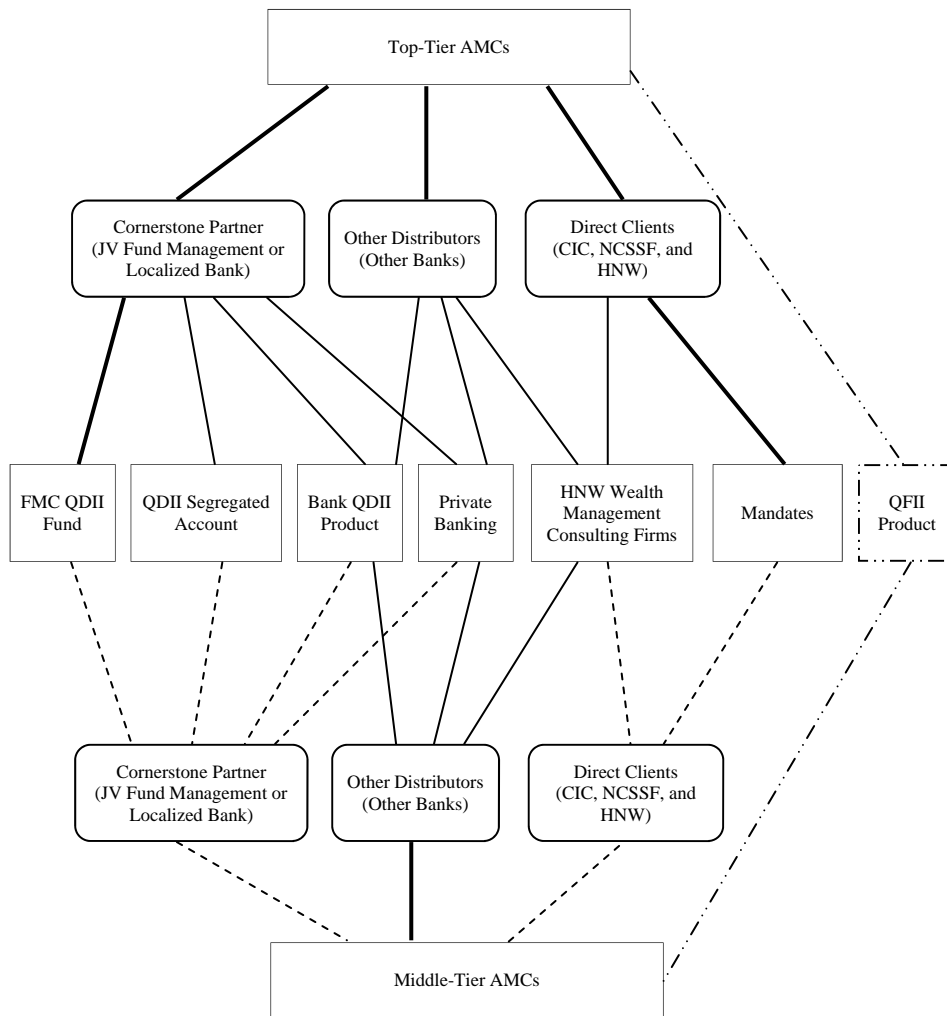 Top-Tier AMCs
Cornerstone Partner
(JV Fund Management or
Localized Bank)
Other Distributors
(Other Banks)
Direct Clients
(CIC, NCSSF, and
HNW)
FMC QDII
Fund
QDII Segregated
Account
Bank QDII
Product
Private
Banking
HNW Wealth
Management
Consulting Firms
Mandates
QFII
Product
Cornerstone Partner
(JV Fund Management or
Localized Bank)
Other Distributors
(Other Banks)
Direct Clients
(CIC, NCSSF, and
HNW)
Middle-Tier AMCs